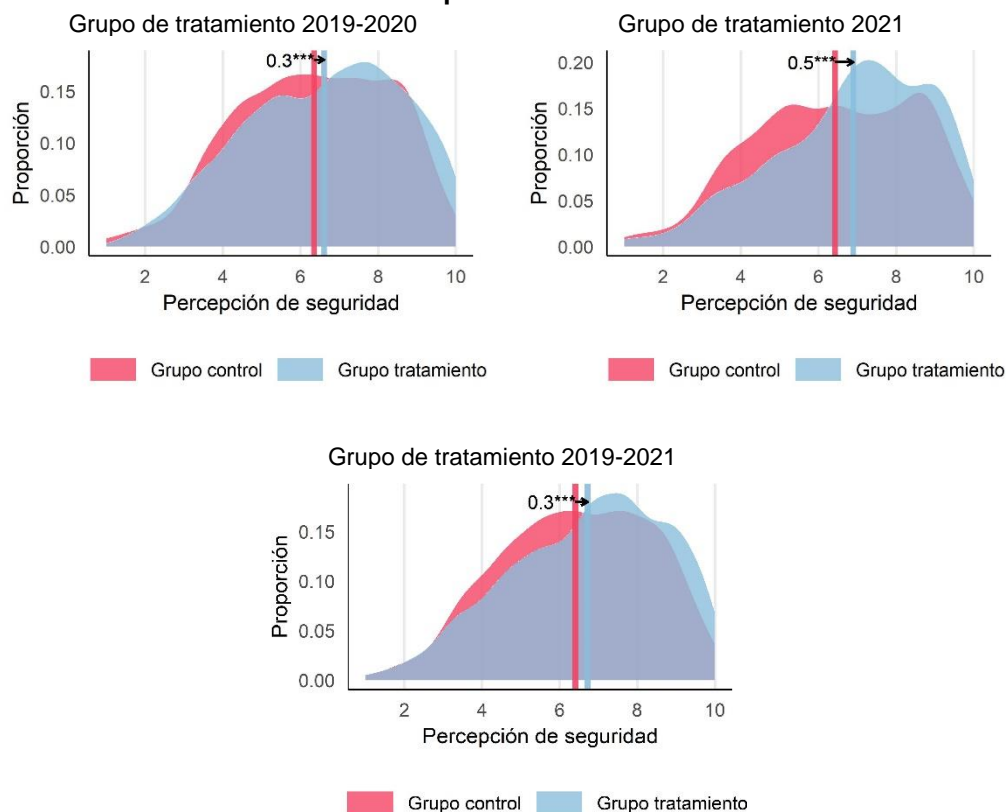 Grupo de tratamiento 2019-2020
0.3***
Proporción
0.15
0.10
0.05
0.00
2 4 6 8 10
Percepción de seguridad
Grupo control Grupo tratamiento
Grupo de tratamiento 2021
0.5***
Proporción
0.20
0.15
0.10
0.05
0.00
2 4 6 8 10
Percepción de seguridad
Grupo control Grupo tratamiento
Grupo de tratamiento 2019-2021
0.3***
Proporción
0.15
0.10
0.05
0.00
2 4 6 8 10
Percepción de seguridad
Grupo control Grupo tratamiento